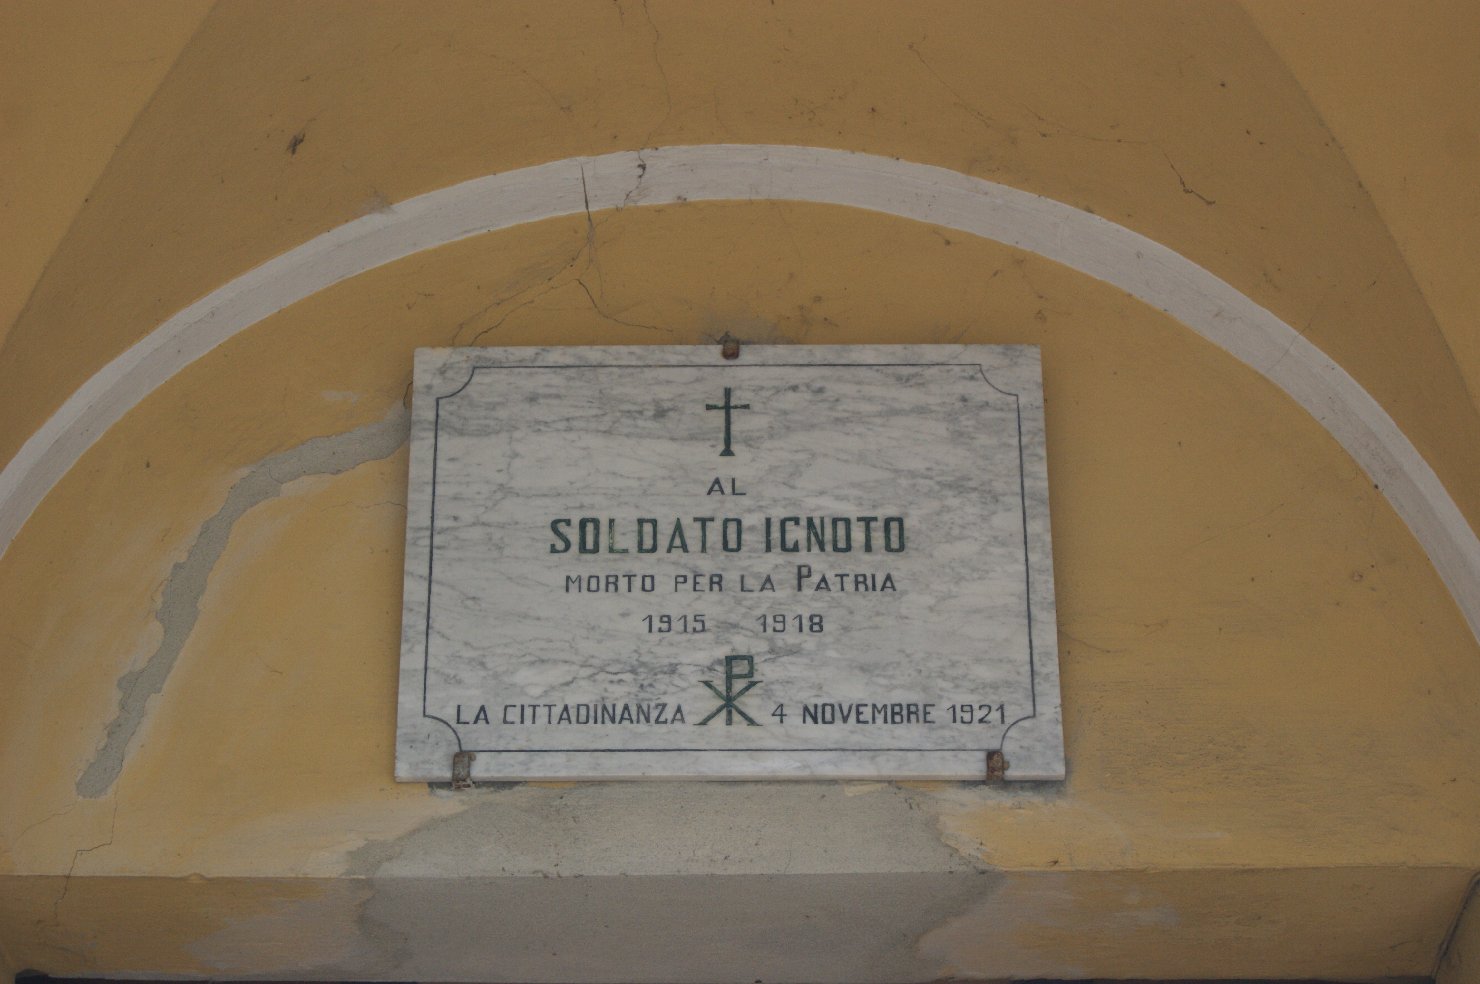 AL
SOLDATO IGNOTO
MORTO PER LA PATRIA
1915 1918
LA CITTADINANZA 4 NOVEMBRE 1921